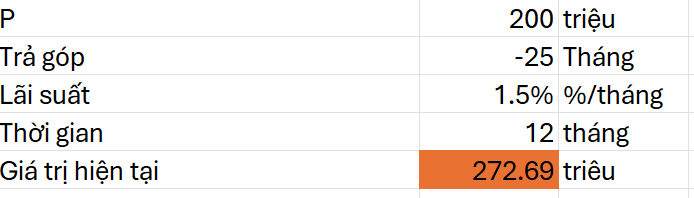 P 200 triệu
Trả góp -25 Tháng
Lãi suất 1.5% %/tháng
Thời gian 12 tháng
Giá trị hiện tại 272.69 triêu